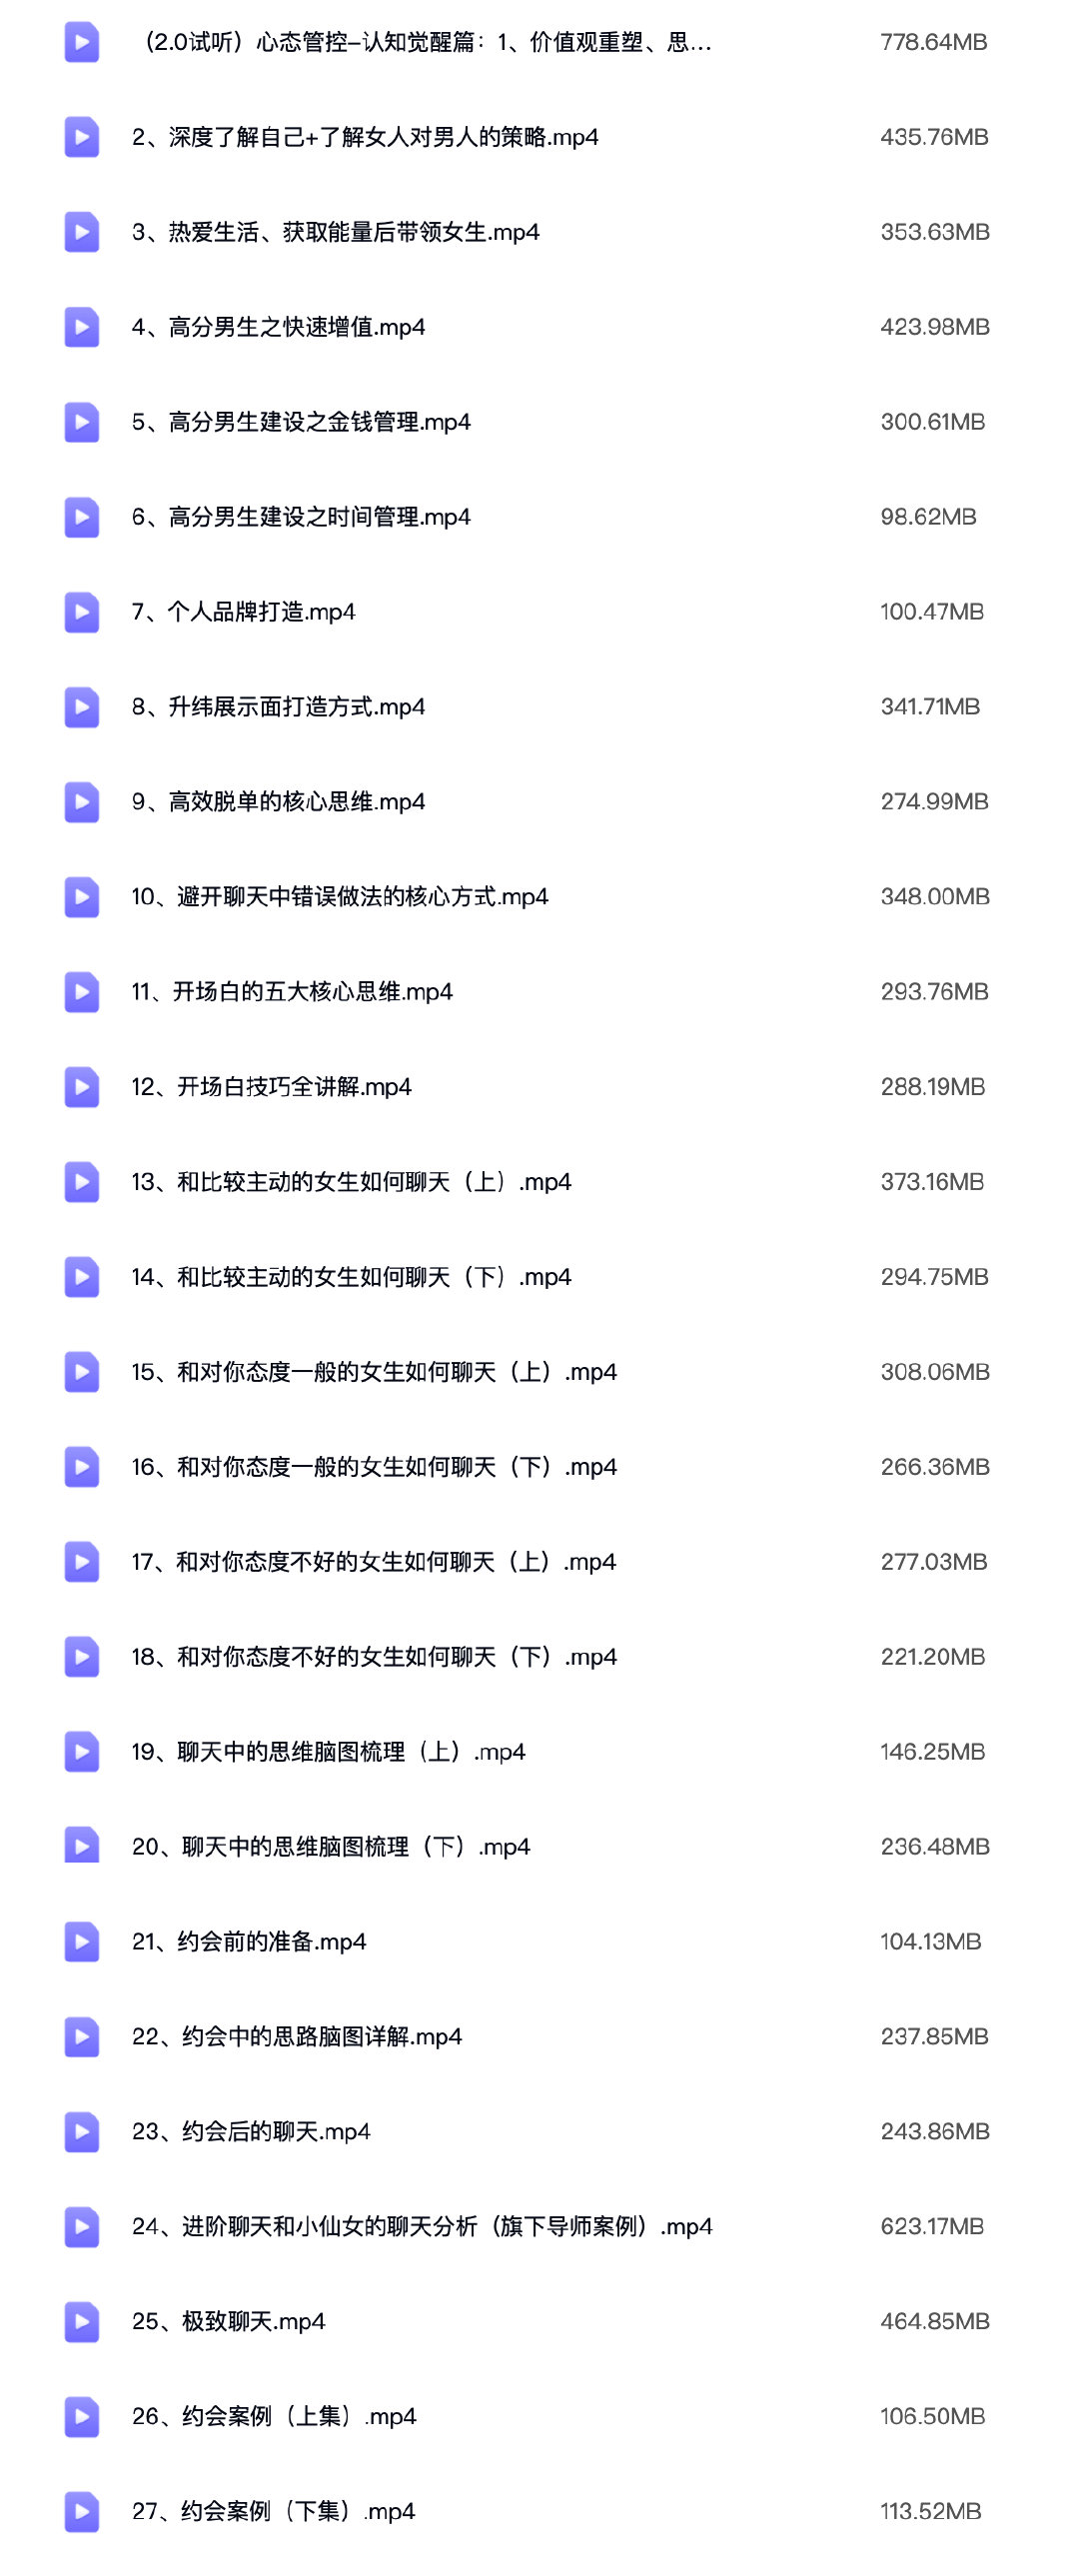 （2.0试听）心态管控-认知觉醒篇：1、价值观重塑、思... 778.64MB
2、深度了解自己+了解女人对男人的策略.mp4 435.76MB
3、热爱生活、获取能量后带领女生.mp4 353.63MB
4、高分男生之快速增值.mp4 423.98MB
5、高分男生建设之金钱管理.mp4 300.61MB
6、高分男生建设之时间管理.mp4 98.62MB
7、个人品牌打造.mp4 100.47MB
8、升纬展示面打造方式.mp4 341.71MB
9、高效脱单的核心思维.mp4 274.99MB
10、避开聊天中错误做法的核心方式.mp4 348.00MB
11、开场白的五大核心思维.mp4 293.76MB
12、开场白技巧全讲解.mp4 288.19MB
13、和比较主动的女生如何聊天（上）.mp4 373.16MB
14、和比较主动的女生如何聊天（下）.mp4 294.75MB
15、和对你态度一般的女生如何聊天（上）.mp4 308.06MB
16、和对你态度一般的女生如何聊天（下）.mp4 266.36MB
17、和对你态度不好的女生如何聊天（上）.mp4 277.03MB
18、和对你态度不好的女生如何聊天（下）.mp4 221.20MB
19、聊天中的思维脑图梳理（上）.mp4 146.25MB
20、聊天中的思维脑图梳理（下）.mp4 236.48MB
21、约会前的准备.mp4 104.13MB
22、约会中的思路脑图详解.mp4 237.85MB
23、约会后的聊天.mp4 243.86MB
24、进阶聊天和小仙女的聊天分析（旗下导师案例）.mp4 623.17MB
25、极致聊天.mp4 464.85MB
26、约会案例（上集）.mp4 106.50MB
27、约会案例（下集）.mp4 113.52MB